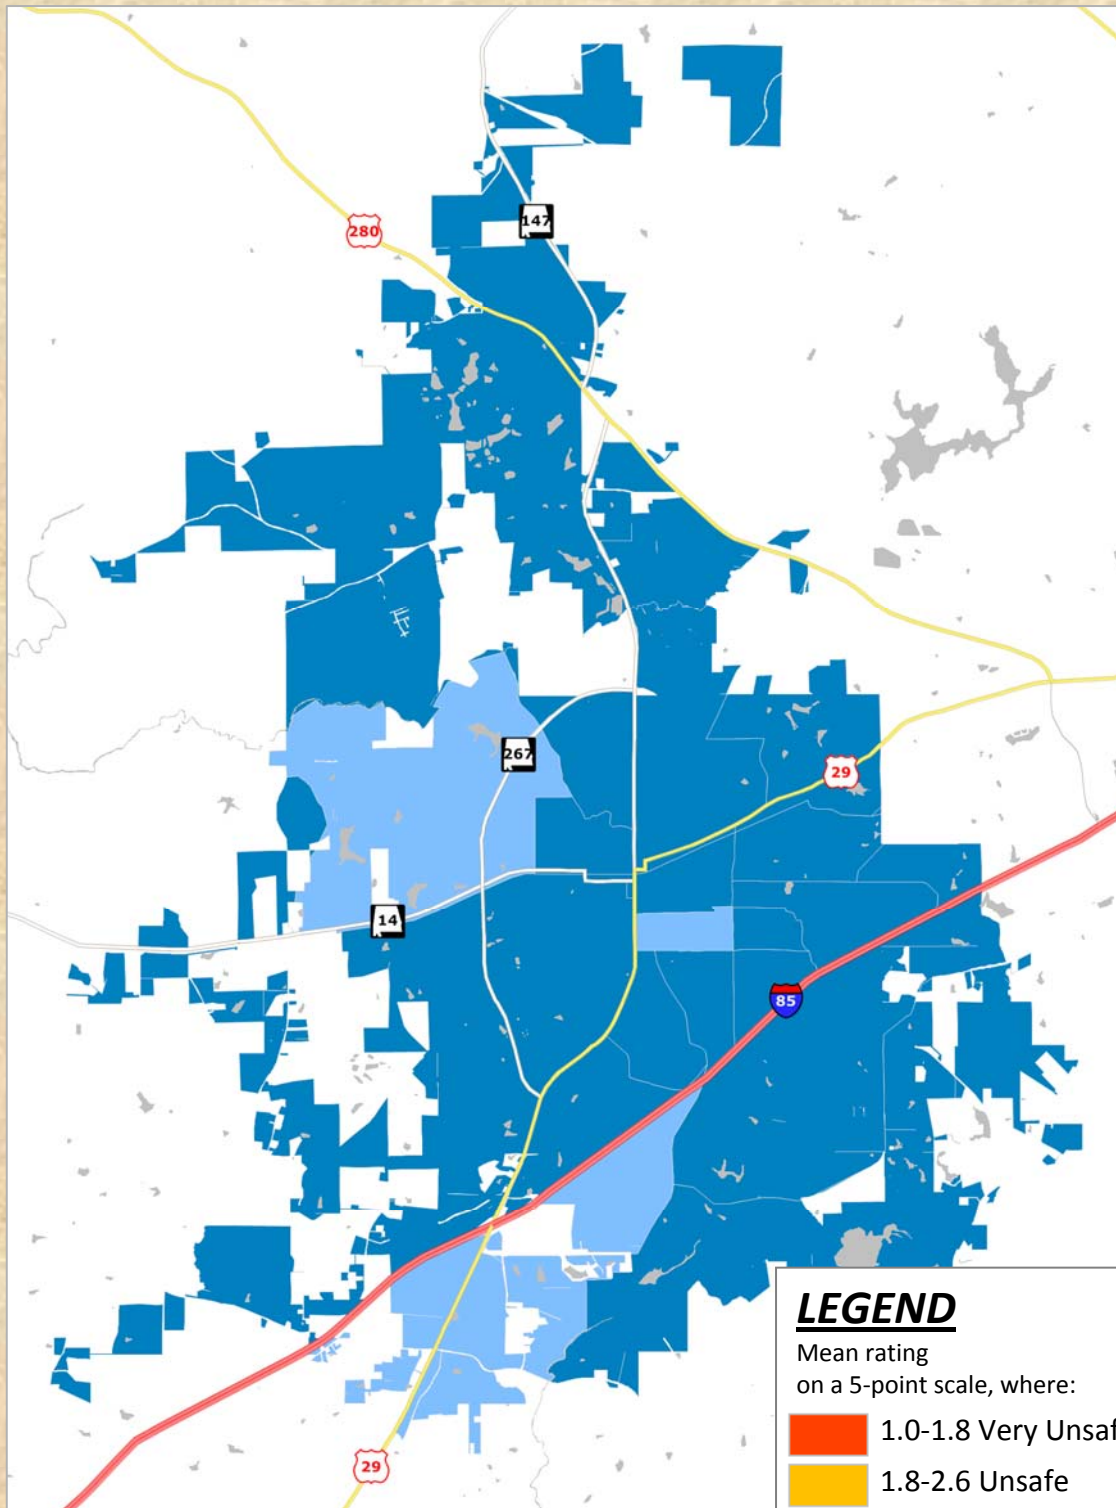 147
280
267
29
14
85
29
LEGEND
Mean rating
on a 5-point scale, where:
1.0-1.8 Very Unsaf
1.8-2.6 Unsafe